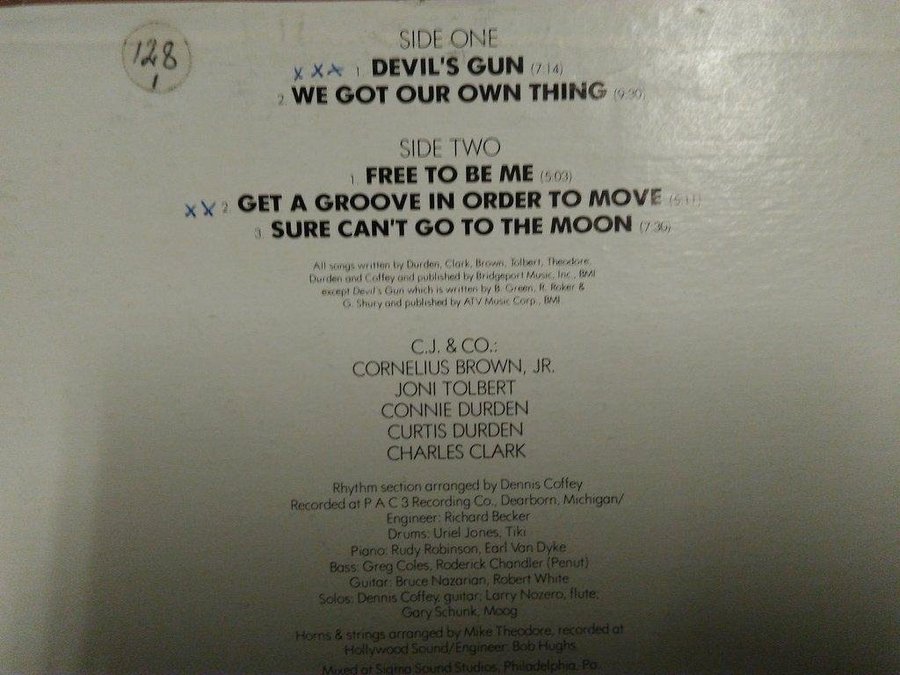 128
1
SIDE ONE
X X X 1. DEVIL'S GUN (7:14)
2. WE GOT OUR OWN THING (9:30)
SIDE TWO
1. FREE TO BE ME (5:03)
X X 2. GET A GROOVE IN ORDER TO MOVE (5:11)
3. SURE CAN'T GO TO THE MOON (7:36)
All songs written by Durden, Clark, Brown, Tolbert, Theodore,
Durden and Coffey and published by Bridgeport Music, Inc., BMI
except Devil's Gun which is written by B. Green, R. Roker &
G. Shury and published by ATV Music Corp., BMI
C.J. & CO.:
CORNELIUS BROWN, JR.
JONI TOLBERT
CONNIE DURDEN
CURTIS DURDEN
CHARLES CLARK
Rhythm section arranged by Dennis Coffey
Recorded at P A C 3 Recording Co., Dearborn, Michigan/
Engineer: Richard Becker
Drums: Uriel Jones, Tiki
Piano: Rudy Robinson, Earl Van Dyke
Bass: Greg Coles, Roderick Chandler (Penut)
Guitar: Bruce Nazarian, Robert White
Solos: Dennis Coffey, guitar; Larry Nozero, flute;
Gary Schunk, Moog
Horns & strings arranged by Mike Theodore, recorded at
Hollywood Sound/Engineer: Bob Hughs
Mixed at Sigma Sound Studios, Philadelphia, Pa.